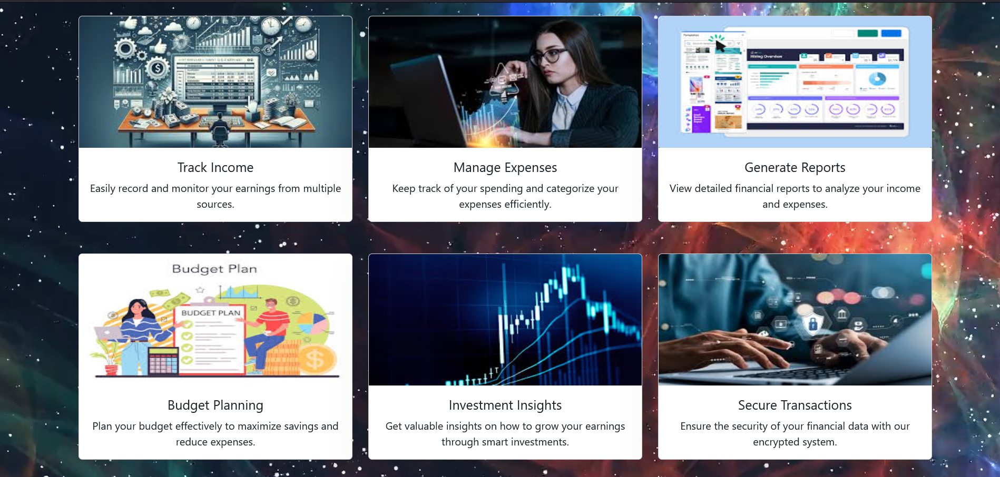 Templates
Hiring Overview
Track Income
Easily record and monitor your earnings from multiple
sources.
Manage Expenses
Keep track of your spending and categorize your
expenses efficiently.
Generate Reports
View detailed financial reports to analyze your income
and expenses.
Budget Plan
BUDGET PLAN
Budget Planning
Plan your budget effectively to maximize savings and
reduce expenses.
Investment Insights
Get valuable insights on how to grow your earnings
through smart investments.
Secure Transactions
Ensure the security of your financial data with our
encrypted system.